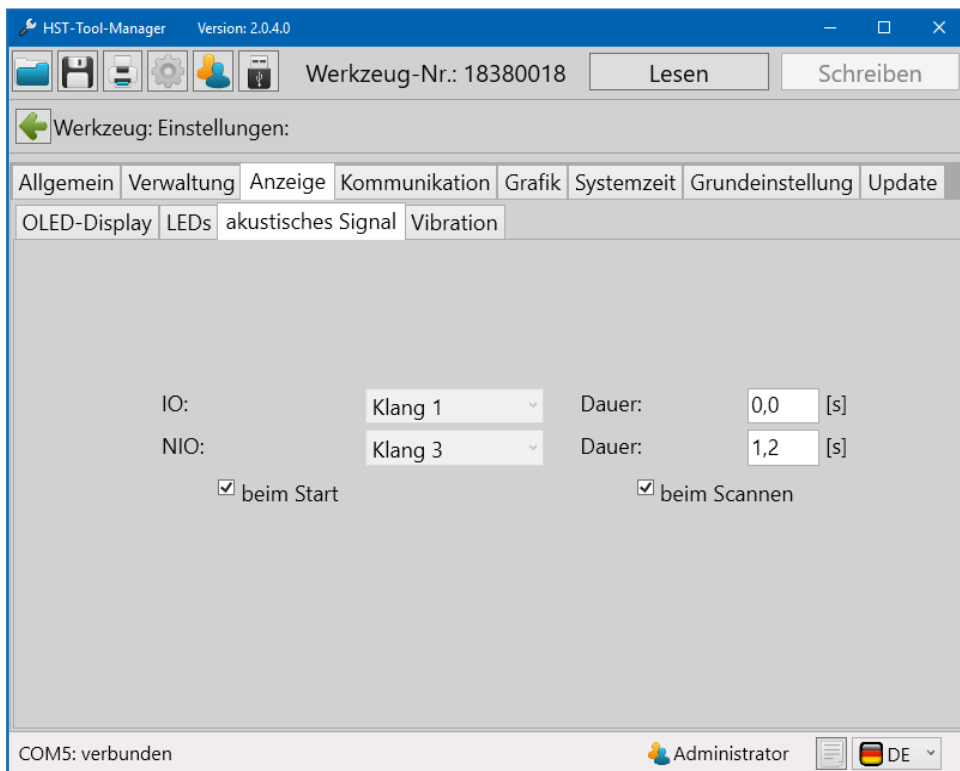 HST-Tool-Manager Version: 2.0.4.0
Werkzeug-Nr.: 18380018 Lesen Schreiben
Werkzeug: Einstellungen:
Allgemein Verwaltung Anzeige Kommunikation Grafik Systemzeit Grundeinstellung Update
OLED-Display LEDs akustisches Signal Vibration
IO: Klang 1 Dauer: 0,0 [s]
NIO: Klang 3 Dauer: 1,2 [s]
beim Start beim Scannen
COM5: verbunden Administrator DE